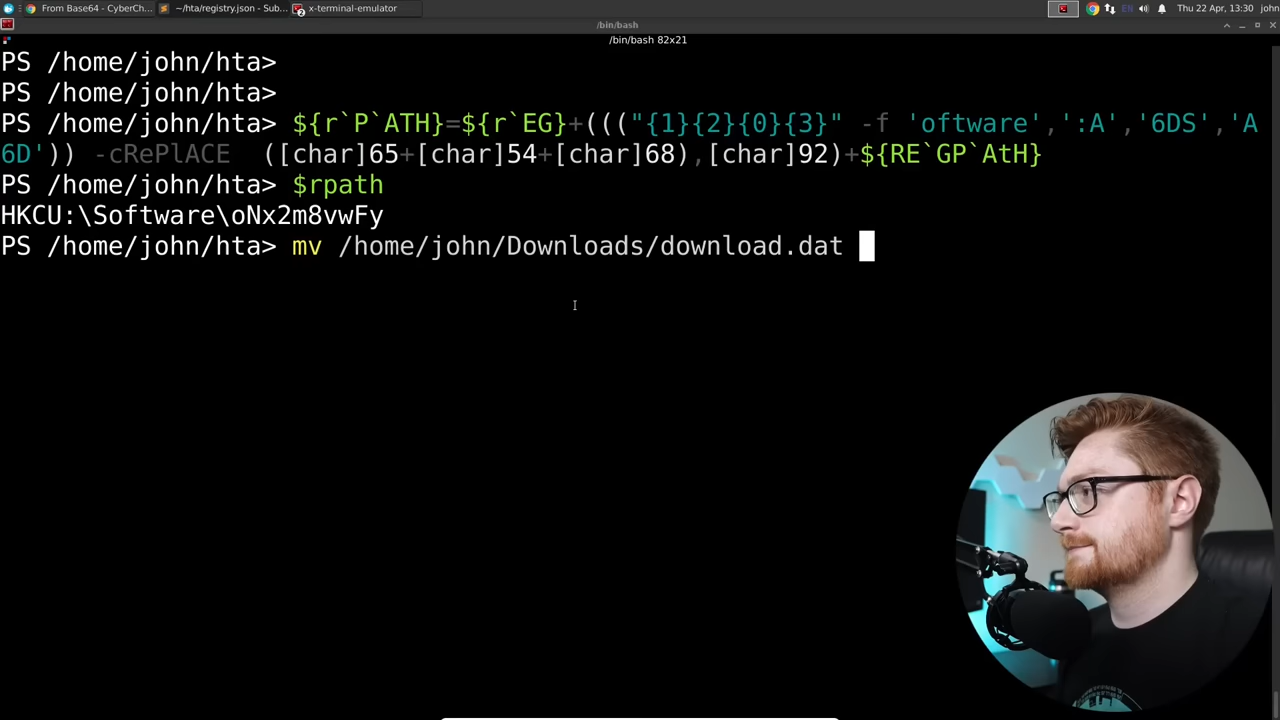 From Base64 - CyberCh... ~/hta/registry.json - Sub... x-terminal-emulator EN Thu 22 Apr, 13:30 john
/bin/bash
/bin/bash 82x21
PS /home/john/hta>
PS /home/john/hta>
PS /home/john/hta> ${r`P`ATH}=${r`EG}+((("{1}{2}{0}{3}" -f 'oftware',':A','6DS','A
6D')) -cRePlACE  ([char]65+[char]54+[char]68),[char]92)+${RE`GP`AtH}
PS /home/john/hta> $rpath
HKCU:\Software\oNx2m8vwFy
PS /home/john/hta> mv /home/john/Downloads/download.dat